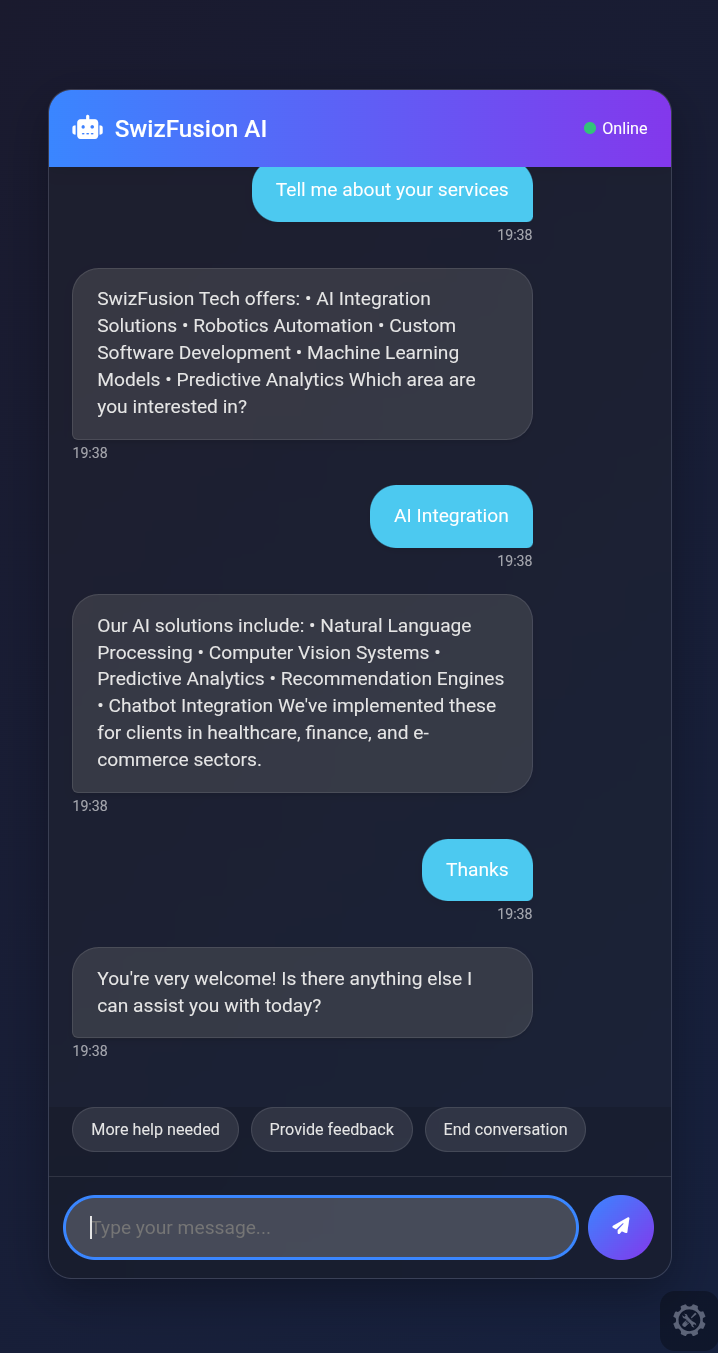 SwizFusion AI
Online
Tell me about your services
19:38
SwizFusion Tech offers: • AI Integration
Solutions • Robotics Automation • Custom
Software Development • Machine Learning
Models • Predictive Analytics Which area are
you interested in?
19:38
AI Integration
19:38
Our AI solutions include: • Natural Language
Processing • Computer Vision Systems •
Predictive Analytics • Recommendation Engines
• Chatbot Integration We've implemented these
for clients in healthcare, finance, and e-
commerce sectors.
19:38
Thanks
19:38
You're very welcome! Is there anything else I
can assist you with today?
19:38
More help needed
Provide feedback
End conversation
Type your message...